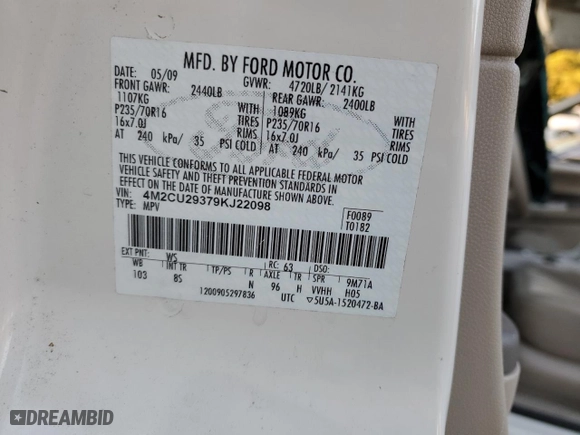 MFD. BY FORD MOTOR CO.
DATE: 05/09 GVWR: 4720LB/ 2141KG
FRONT GAWR: 2440LB REAR GAWR: 2400LB
1107KG WITH 1089KG WITH
P235/70R16 TIRES P235/70R16 TIRES
16x7.0J RIMS 16x7.0J RIMS
AT 240 kPa/ 35 PSI COLD AT 240 kPa/ 35 PSI COLD
THIS VEHICLE CONFORMS TO ALL APPLICABLE FEDERAL MOTOR
VEHICLE SAFETY AND THEFT PREVENTION STANDARDS IN
EFFECT ON THE DATE OF MANUFACTURE SHOWN ABOVE.
VIN: 4M2CU29379KJ22098
TYPE: MPV
F0089
T0182
EXT PNT: WS RC: 63 DSO:
WB INT TR TP/PS R AXLE TR SPR 9M71A
103 8S N 96 H VVHH H05
1200905297836 UTC ▽5U5A-1520472-BA
DREAMBID